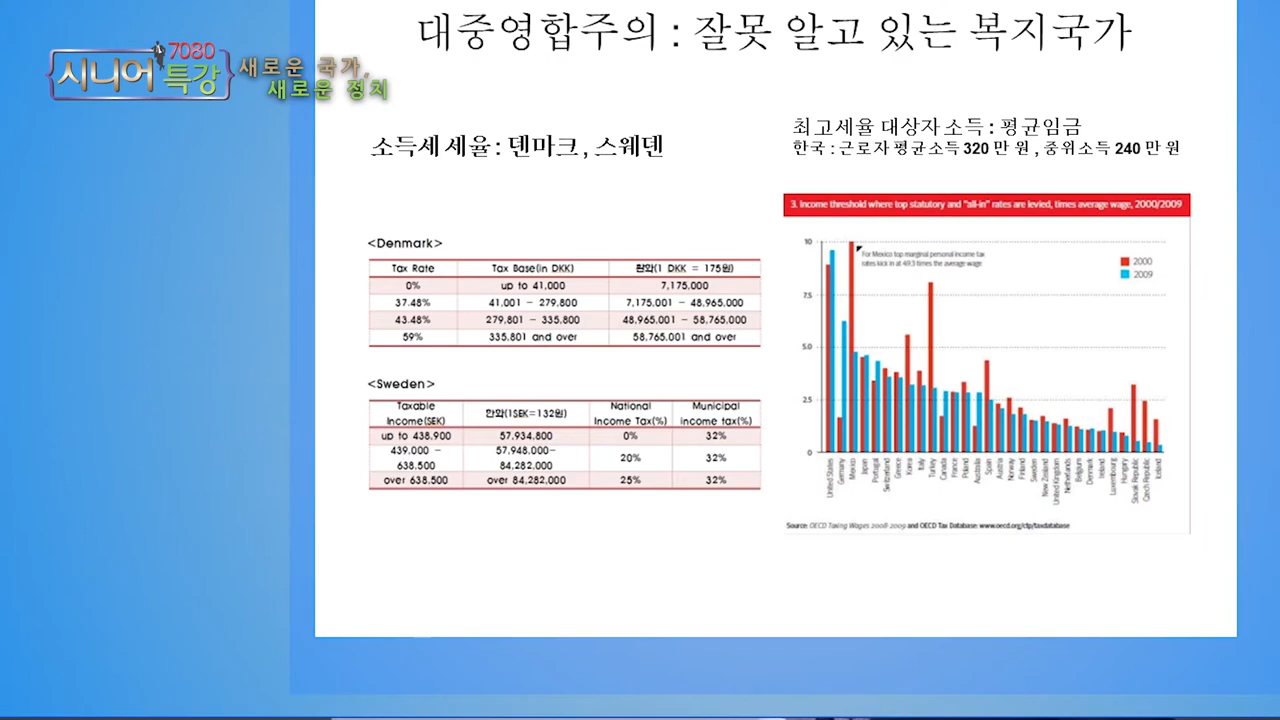 대중영합주의 : 잘못 알고 있는 복지국가
7080
시니어 특강
새로운 국가,
새로운 정치
소득세 세율 : 덴마크, 스웨덴
최고세율 대상자 소득 : 평균임금
한국 : 근로자 평균소득 320 만 원 , 중위소득 240 만 원
<Denmark>
Tax Rate Tax Base(in DKK) 환화(1 DKK = 175원)
0% up to 41,000 7,175,000
37.48% 41,001 - 279,800 7,175,001 - 48,965,000
43.48% 279,801 - 335,800 48,965,001 - 58,765,000
59% 335,801 and over 58,765,001 and over
<Sweden>
Taxable Income(SEK) 환화(1SEK=132원) National Income Tax(%) Municipal income tax(%)
up to 438,900 57,934,800 0% 32%
439,000 - 638,500 57,948,000- 84,282,000 20% 32%
over 638,500 over 84,282,000 25% 32%
3. Income threshold where top statutory and "all-in" rates are levied, times average wage, 2000/2009
For Mexico top marginal personal income tax
rates kick in at 49.3 times the average wage
2000
2009
10
7.5
5.0
2.5
0
United States
Germany
Mexico
Japan
Portugal
Switzerland
Greece
Korea
Italy
Turkey
Canada
France
Poland
Australia
Spain
Austria
Norway
Finland
Sweden
New Zealand
United Kingdom
Netherlands
Belgium
Denmark
Ireland
Luxembourg
Hungary
Slovak Republic
Czech Republic
Iceland
Source: OECD Taxing Wages 2008-2009 and OECD Tax Database: www.oecd.org/ctp/taxdatabase